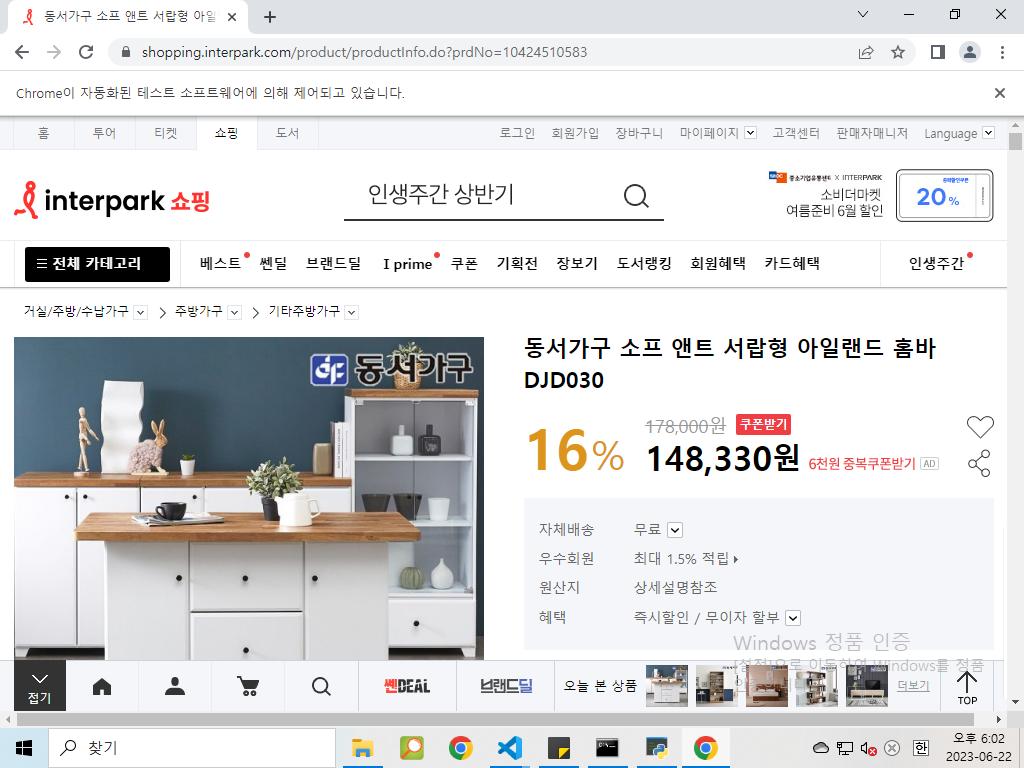 동서가구 소프 앤트 서랍형 아일
shopping.interpark.com/product/productInfo.do?prdNo=10424510583
Chrome이 자동화된 테스트 소프트웨어에 의해 제어되고 있습니다.
홈 투어 티켓 쇼핑 도서 로그인 회원가입 장바구니 마이페이지 고객센터 판매자매니저 Language
interpark 쇼핑
인생주간 상반기
중소기업유통센터 X INTERPARK
소비더마켓
여름준비 6월 할인
20%
전체 카테고리 베스트 쎈딜 브랜드딜 I prime 쿠폰 기획전 장보기 도서랭킹 회원혜택 카드혜택 인생주간
거실/주방/수납가구 주방가구 기타주방가구
동서가구
동서가구 소프 앤트 서랍형 아일랜드 홈바
DJD030
16%
178,000원 쿠폰받기
148,330원 6천원 중복쿠폰받기 AD
자체배송 무료
우수회원 최대 1.5% 적립
원산지 상세설명참조
혜택 즉시할인 / 무이자 할부
Windows 정품 인증
[설정]으로 이동하여 Windows를 정품
접기
쎈DEAL
브랜드딜
오늘 본 상품
더보기
TOP
찾기
한
오후 6:02
2023-06-22